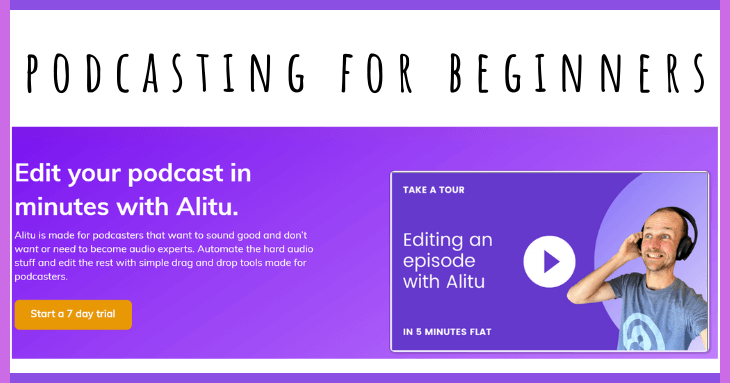 PODCASTING FOR BEGINNERS
Edit your podcast in
minutes with Alitu.
Alitu is made for podcasters that want to sound good and don't
want or need to become audio experts. Automate the hard audio
stuff and edit the rest with simple drag and drop tools made for
podcasters.
Start a 7 day trial
TAKE A TOUR
Editing an
episode
with Alitu
IN 5 MINUTES FLAT